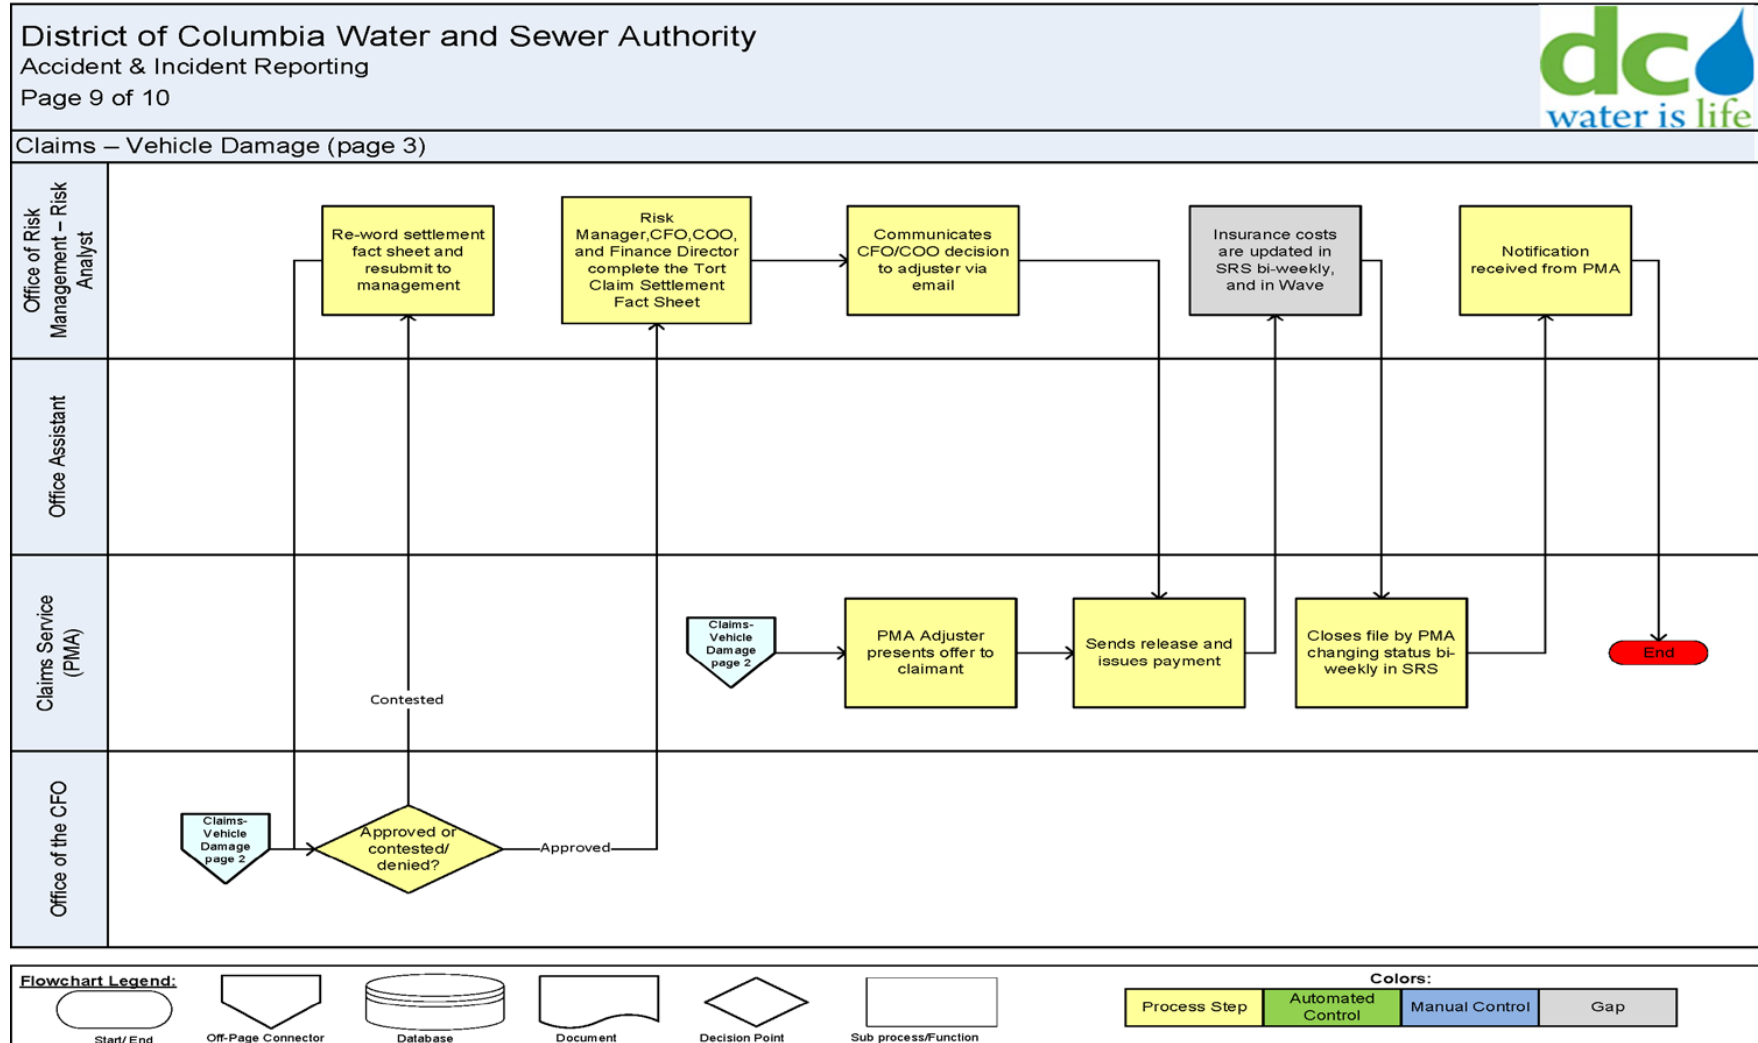 District of Columbia Water and Sewer Authority
Accident & Incident Reporting
Page 9 of 10
dc
water is life
Claims – Vehicle Damage (page 3)
Office of Risk
Management – Risk
Analyst
Re-word settlement
fact sheet and
resubmit to
management
Risk
Manager,CFO,COO,
and Finance Director
complete the Tort
Claim Settlement
Fact Sheet
Communicates
CFO/COO decision
to adjuster via
email
Insurance costs
are updated in
SRS bi-weekly,
and in Wave
Notification
received from PMA
Office Assistant
Claims Service
(PMA)
Contested
Claims-
Vehicle
Damage
page 2
PMA Adjuster
presents offer to
claimant
Sends release and
issues payment
Closes file by PMA
changing status bi-
weekly in SRS
End
Office of the CFO
Claims-
Vehicle
Damage
page 2
Approved or
contested/
denied?
Approved
Flowchart Legend:
Start/ End
Off-Page Connector
Database
Document
Decision Point
Sub process/Function
Colors:
Process Step
Automated
Control
Manual Control
Gap